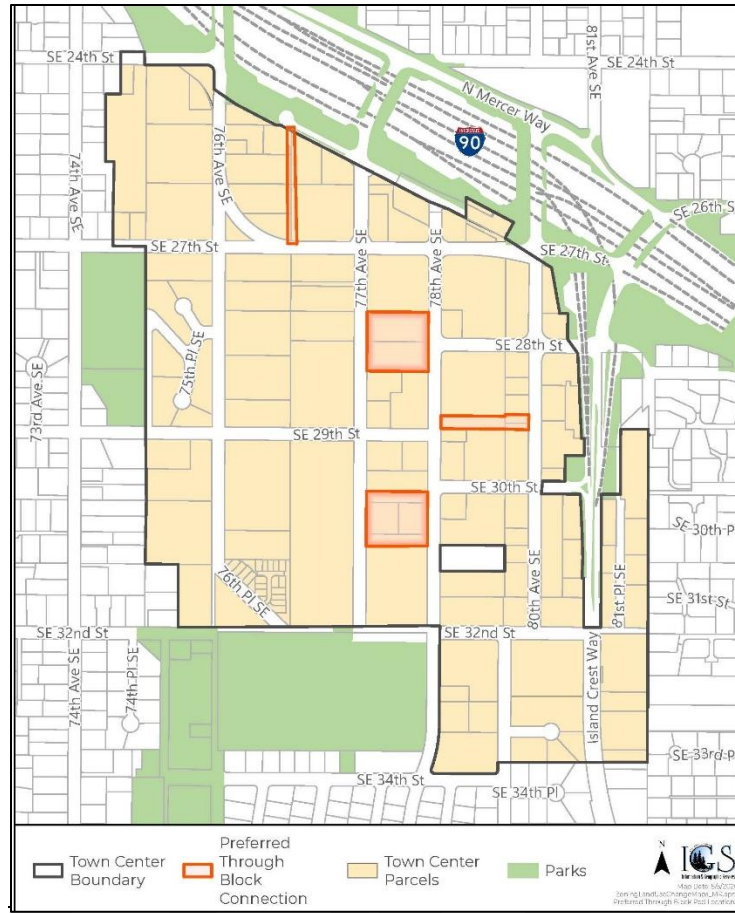 SE 24th St
81st Ave SE
SE 24th St
N Mercer Way
INTERSTATE
90
76th Ave SE
74th Ave SE
SE 26th S
SE 27th St
SE 27th St
77th Ave SE
78th Ave SE
SE 28th St
75th Pl SE
73rd Ave SE
SE 29th St
SE 30th St
SE 30th P
80th Ave SE
81st Pl SE
SE 31st St
76th Pl SE
SE 32nd St
SE 32nd St
74th Ave SE
74th Pl SE
Island Crest Way
SE 33rd P
SE 34th St
SE 34th Pl
Town Center
Boundary
Preferred
Through
Block
Connection
Town Center
Parcels
Parks
N
IGS